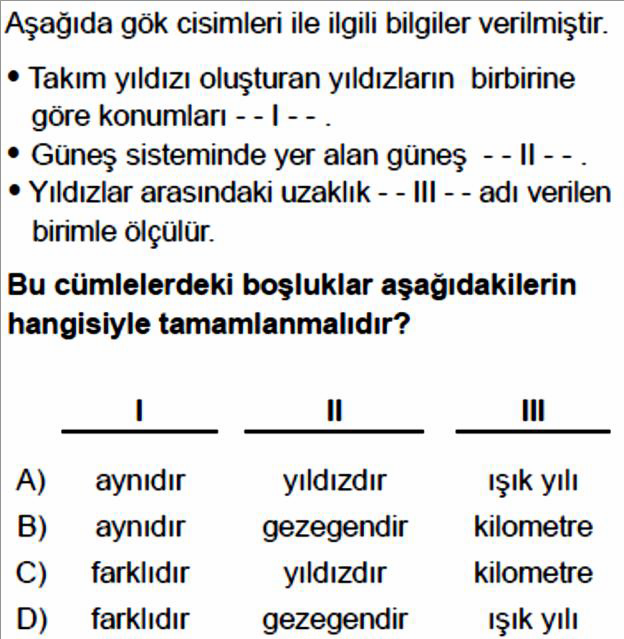 Aşağıda gök cisimleri ile ilgili bilgiler verilmiştir.
• Takım yıldızı oluşturan yıldızların birbirine
göre konumları - - I - - .
• Güneş sisteminde yer alan güneş - - II - - .
• Yıldızlar arasındaki uzaklık - - III - - adı verilen
birimle ölçülür.
Bu cümlelerdeki boşluklar aşağıdakilerin
hangisiyle tamamlanmalıdır?
I II III
A) aynıdır yıldızdır ışık yılı
B) aynıdır gezegendir kilometre
C) farklıdır yıldızdır kilometre
D) farklıdır gezegendir ışık yılı